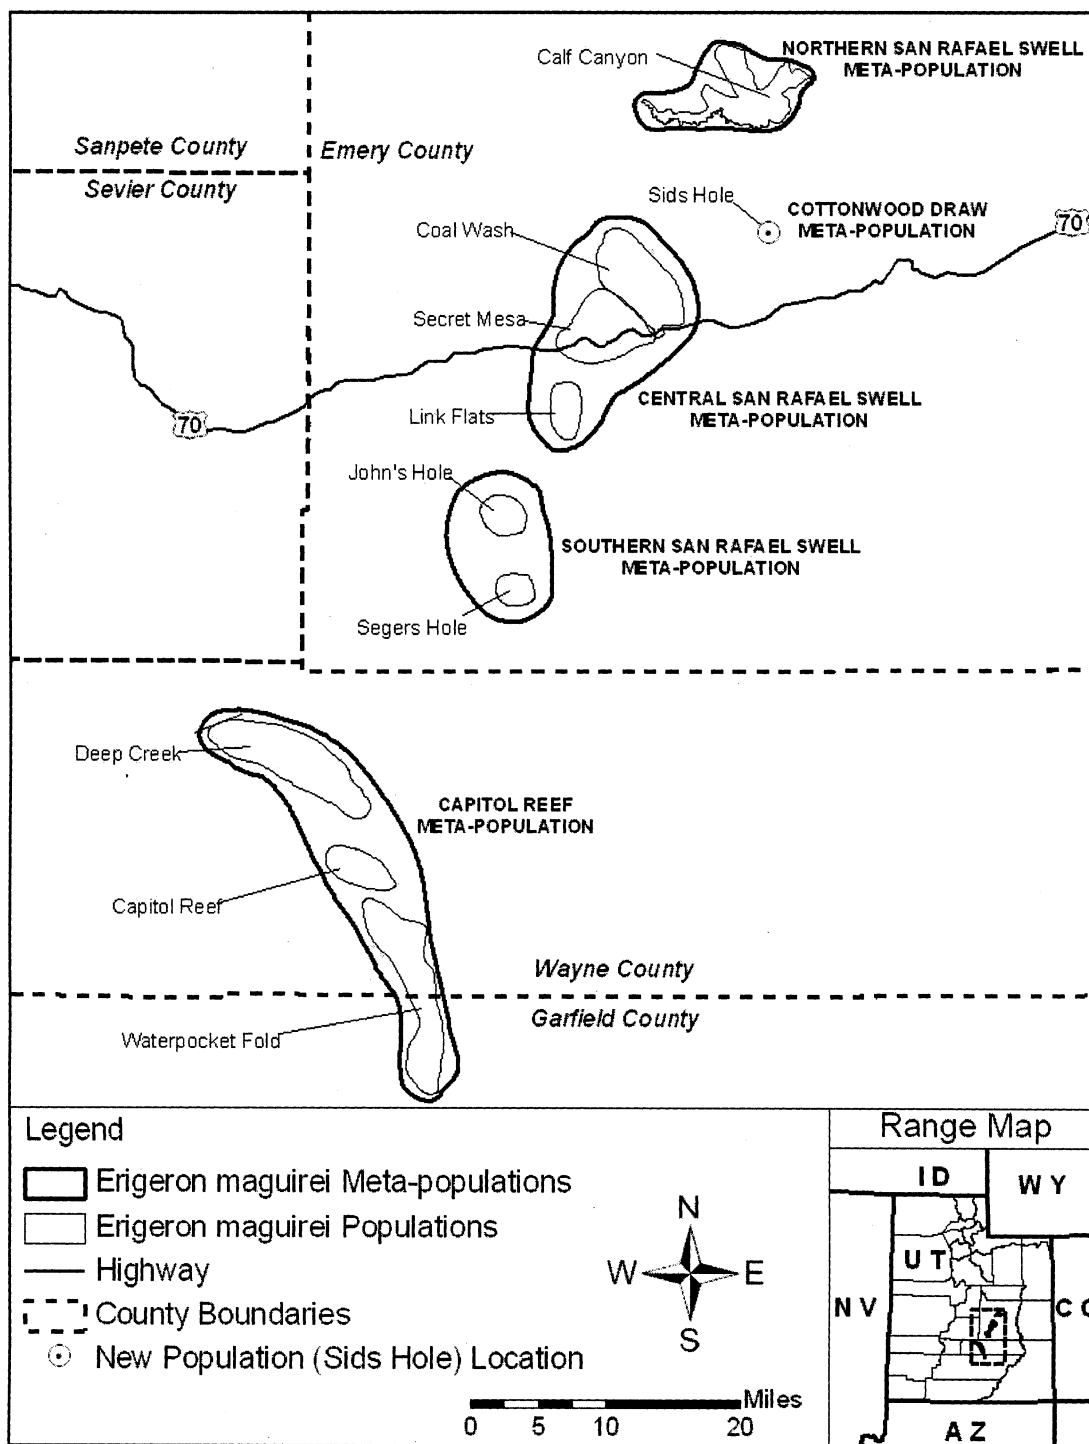 Calf Canyon
NORTHERN SAN RAFAEL SWELL
META-POPULATION
Sanpete County
Emery County
Sevier County
Sids Hole
COTTONWOOD DRAW
META-POPULATION
70
Coal Wash
Secret Mesa
CENTRAL SAN RAFAEL SWELL
META-POPULATION
Link Flats
70
John's Hole
SOUTHERN SAN RAFAEL SWELL
META-POPULATION
Segers Hole
Deep Creek
CAPITOL REEF
META-POPULATION
Capitol Reef
Wayne County
Garfield County
Waterpocket Fold
Legend
Erigeron maguirei Meta-populations
Erigeron maguirei Populations
Highway
County Boundaries
New Population (Sids Hole) Location
N
W E
S
Miles
0 5 10 20
Range Map
ID
WY
UT
NV
CO
AZ